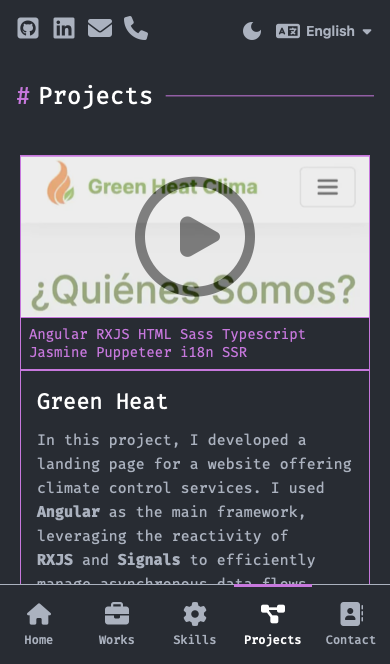 English
# Projects
Green Heat Clima
¿Quiénes Somos?
Angular RXJS HTML Sass Typescript
Jasmine Puppeteer i18n SSR
Green Heat
In this project, I developed a
landing page for a website offering
climate control services. I used
Angular as the main framework,
leveraging the reactivity of
RXJS and Signals to efficiently
manage asynchronous data flows
Home Works Skills Projects Contact